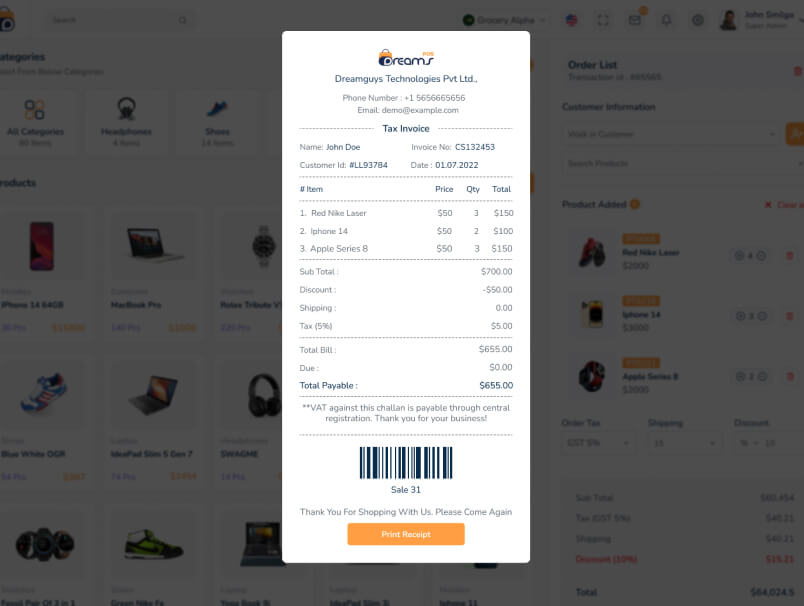 Search
Grocery Alpha
John Smilga
Super Admin
POS
Dreams
Dreamguys Technologies Pvt Ltd.,
Phone Number : +1 5656665656
Email: demo@example.com
Tax Invoice
Name: John Doe
Invoice No: CS132453
Customer Id: #LL93784
Date : 01.07.2022
# Item Price Qty Total
1. Red Nike Laser $50 3 $150
2. Iphone 14 $50 2 $100
3. Apple Series 8 $50 3 $150
Sub Total : $700.00
Discount : -$50.00
Shipping : 0.00
Tax (5%) $5.00
Total Bill : $655.00
Due : $0.00
Total Payable : $655.00
**VAT against this challan is payable through central
registration. Thank you for your business!
Sale 31
Thank You For Shopping With Us. Please Come Again
Print Receipt
ategories
From Below Categories
All Categories
80 Items
Headphones
4 Items
Shoes
14 Items
roducts
iPhone 14 64GB
30 Pcs $15800
Computer
MacBook Pro
140 Pcs $1000
Watches
Rolex Tribute V
220 Pcs
Shoes
Blue White OGR
54 Pcs $987
Laptop
IdeaPad Slim 5 Gen 7
74 Pcs $1454
Headphones
SWAGME
14 Pcs
Watches
Fossil Pair Of 3 in 1
Shoes
Green Nike Fe
Laptop
Yoga Book 9i
Laptop
IdeaPad Slim 3i
Iphone 11
Order List
Transaction id : #65565
Customer Information
Walk in Customer
Search Products
Product Added
Clear a
Red Nike Laser
$2000
4
Iphone 14
$3000
3
Apple Series 8
$2000
2
Order Tax
GST 5%
Shipping
15
Discount
% - 10
Sub Total $60,454
Tax (GST 5%) $40.21
Shipping $40.21
Discount (10%) $15.21
Total $64,024.5